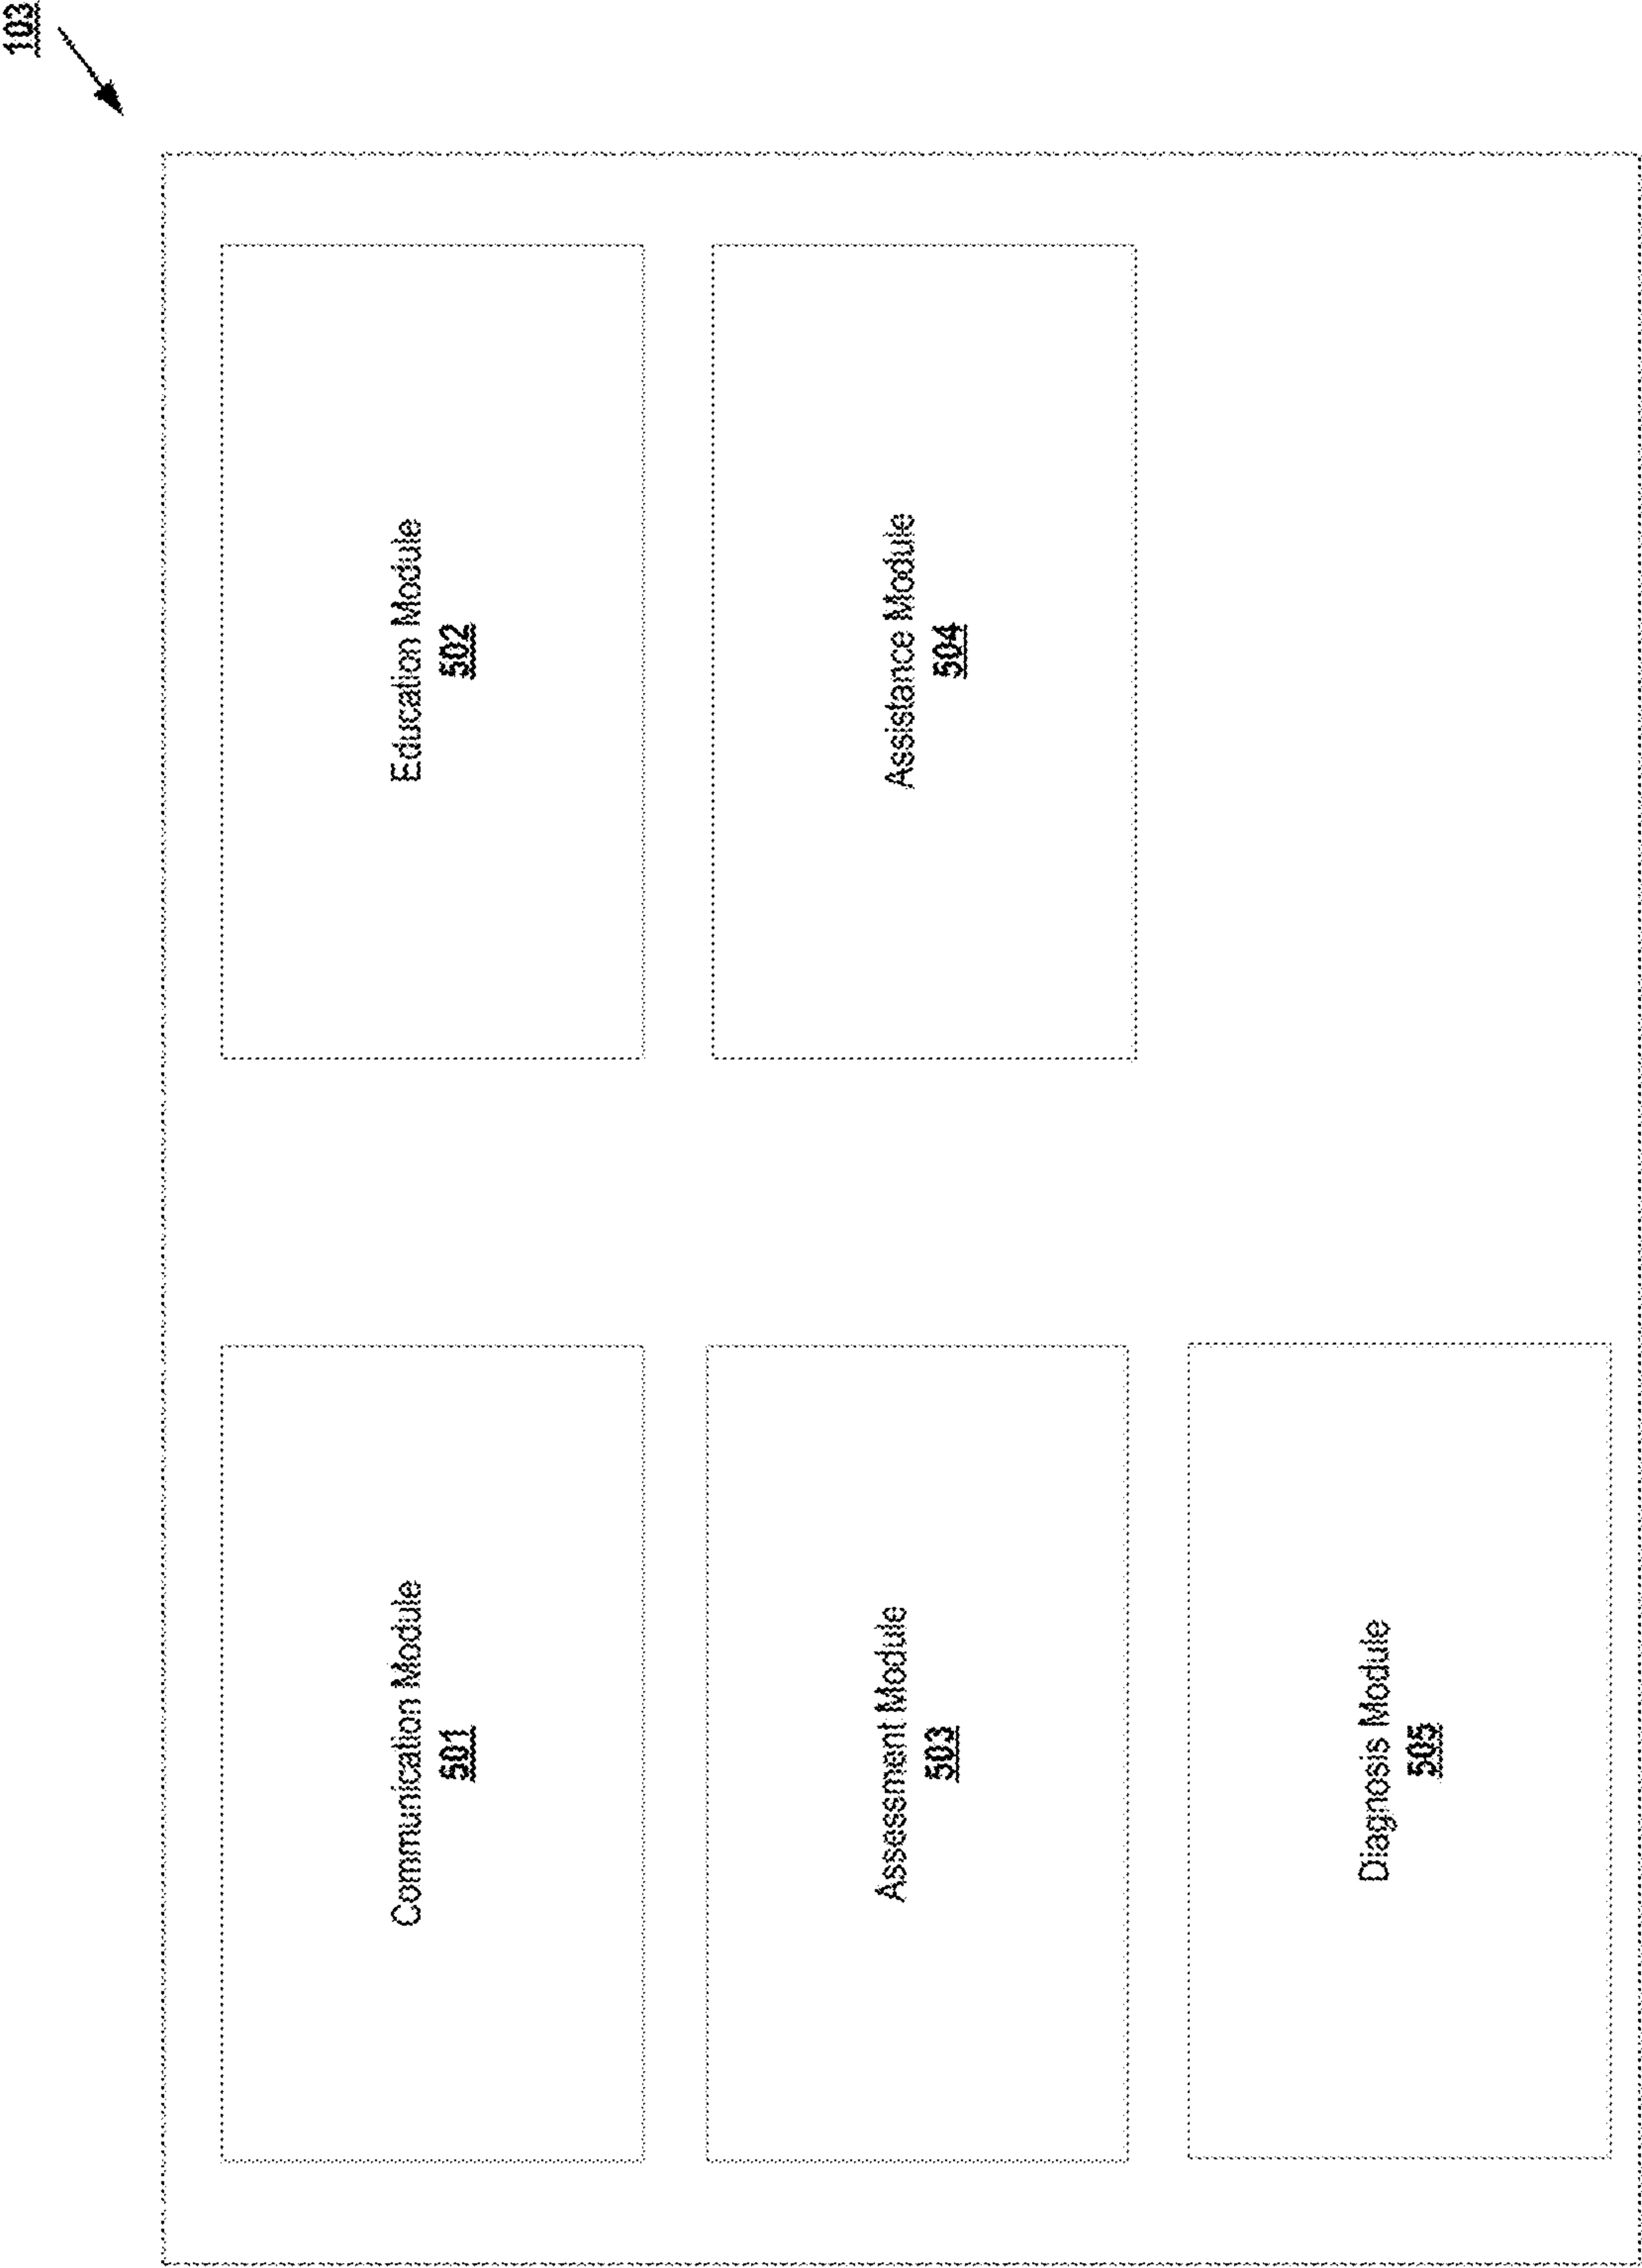 103
Communication Module
501
Education Module
502
Assessment Module
503
Assistance Module
504
Diagnosis Module
505